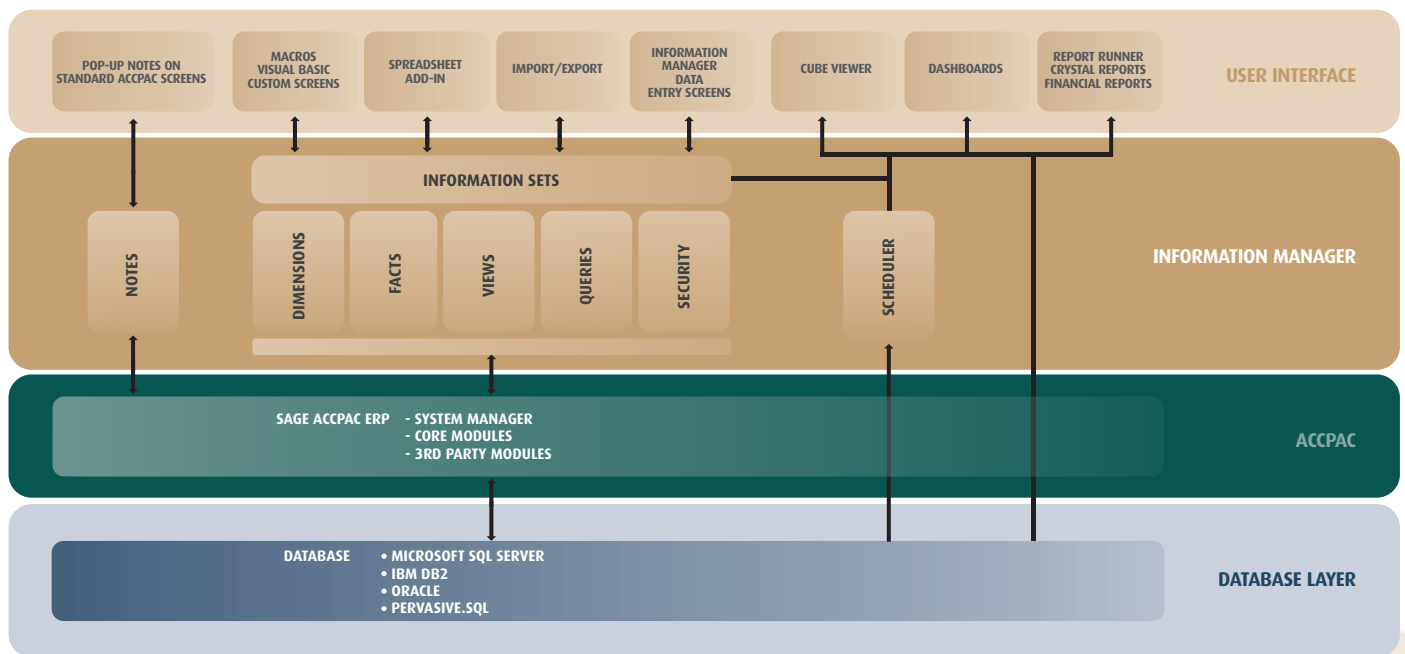 POP-UP NOTES ON
STANDARD ACCPAC SCREENS
MACROS
VISUAL BASIC
CUSTOM SCREENS
SPREADSHEET
ADD-IN
IMPORT/EXPORT
INFORMATION
MANAGER
DATA
ENTRY SCREENS
CUBE VIEWER
DASHBOARDS
REPORT RUNNER
CRYSTAL REPORTS
FINANCIAL REPORTS
USER INTERFACE
INFORMATION SETS
NOTES
DIMENSIONS
FACTS
VIEWS
QUERIES
SECURITY
SCHEDULER
INFORMATION MANAGER
SAGE ACCPAC ERP - SYSTEM MANAGER
- CORE MODULES
- 3RD PARTY MODULES
ACCPAC
DATABASE • MICROSOFT SQL SERVER
• IBM DB2
• ORACLE
• PERVASIVE.SQL
DATABASE LAYER